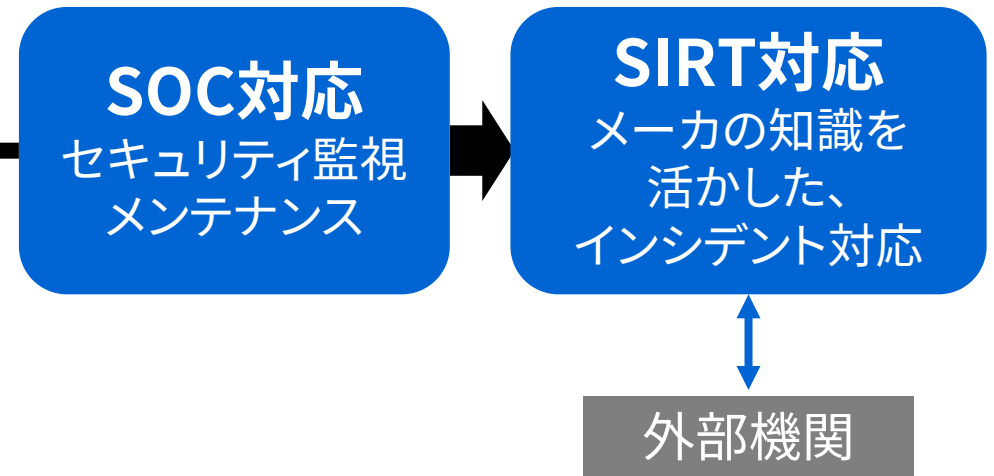 SOC対応
セキュリティ監視
メンテナンス
SIRT対応
メーカの知識を
活かした、
インシデント対応
外部機関